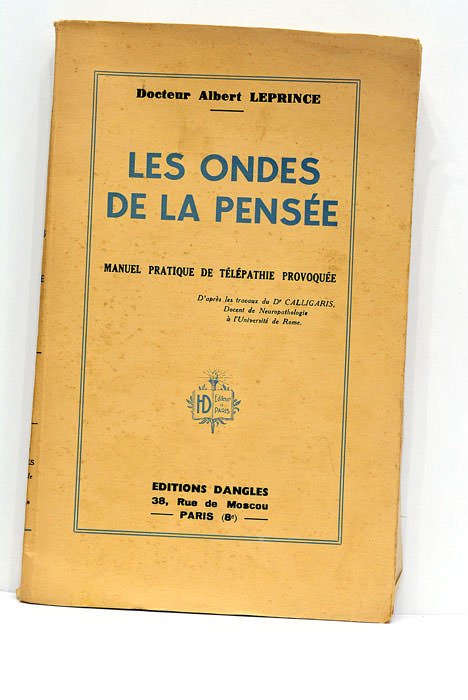 Docteur Albert LEPRINCE
LES ONDES
DE LA PENSÉE
MANUEL PRATIQUE DE TÉLÉPATHIE PROVOQUÉE
D'après les travaux du Dr CALLIGARIS,
Docent de Neuropathologie
à l'Université de Rome.
HD
Éditeur
PARIS
EDITIONS DANGLES
38, Rue de Moscou
— PARIS (8e) —